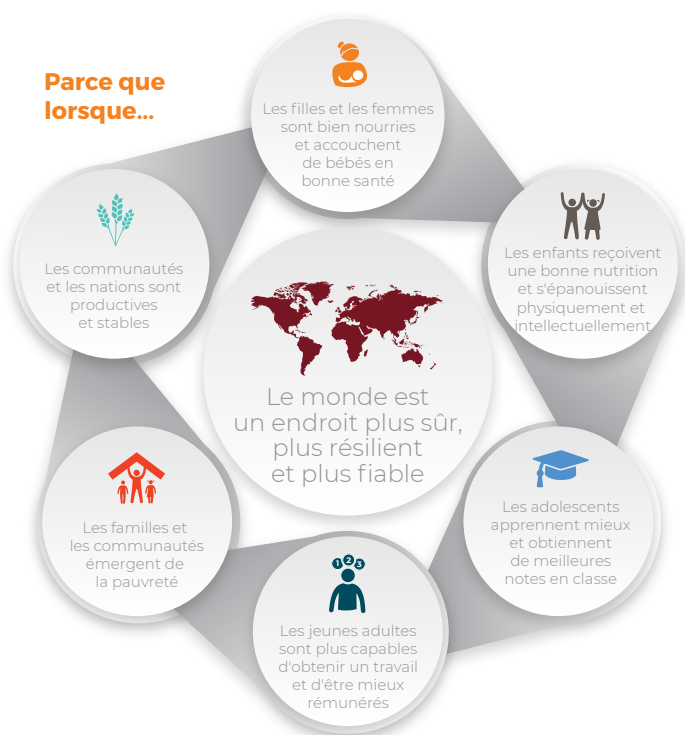 Parce que
lorsque...
Les filles et les femmes
sont bien nourries
et accouchent
de bébés en
bonne santé
Les enfants reçoivent
une bonne nutrition
et s'épanouissent
physiquement et
intellectuellement
Les adolescents
apprennent mieux
et obtiennent
de meilleures
notes en classe
1 2 3
Les jeunes adultes
sont plus capables
d'obtenir un travail
et d'être mieux
rémunérés
Les familles et
les communautés
émergent de
la pauvreté
Les communautés
et les nations sont
productives
et stables
Le monde est
un endroit plus sûr,
plus résilient
et plus fiable